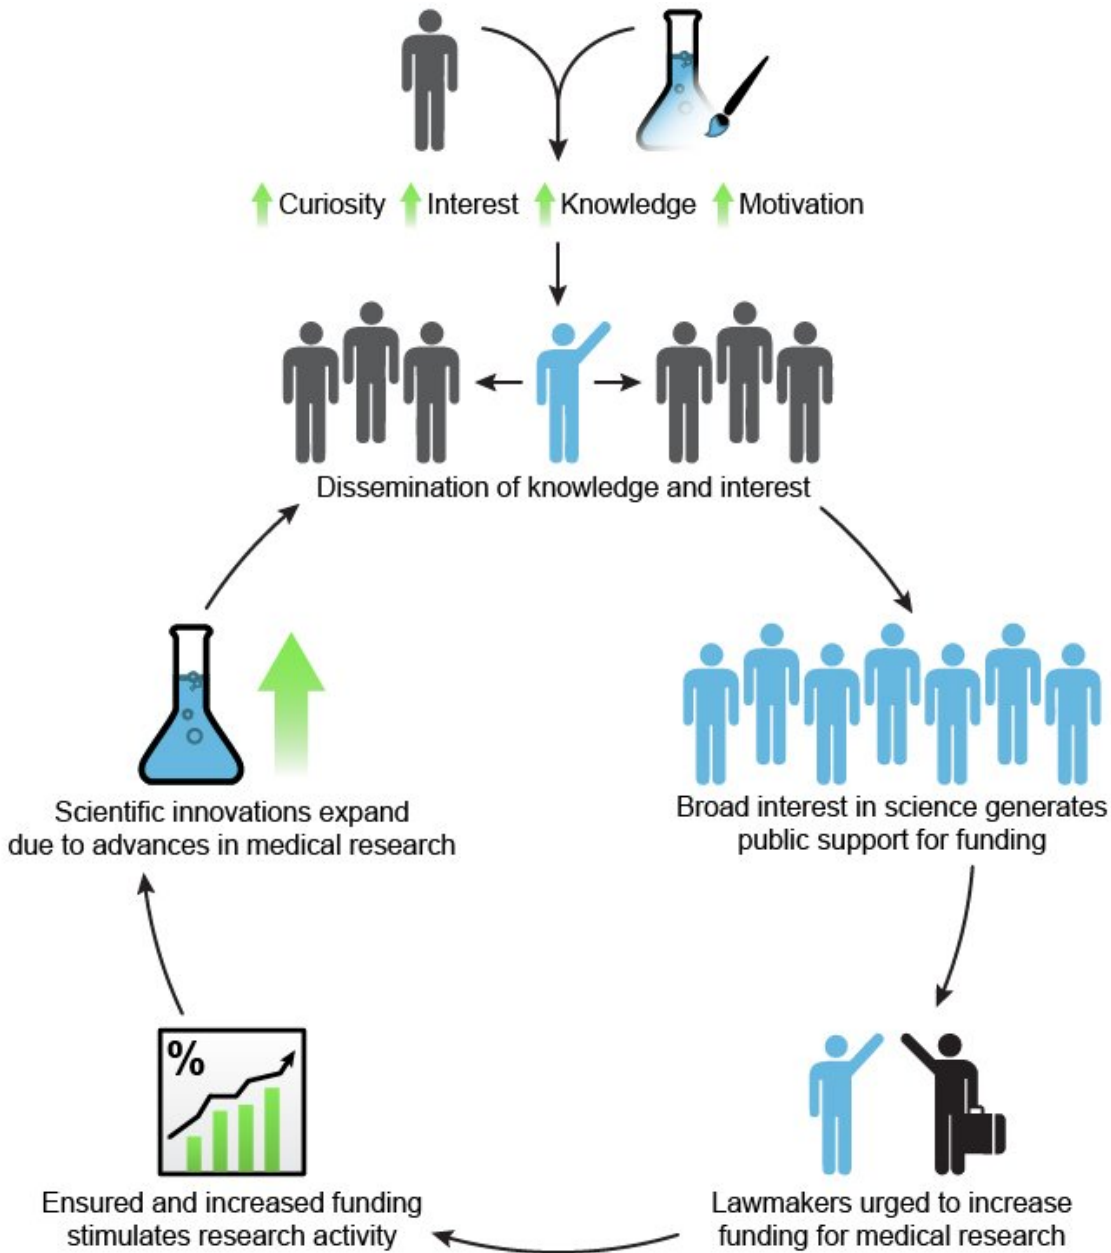 Curiosity Interest Knowledge Motivation
Dissemination of knowledge and interest
Broad interest in science generates
public support for funding
Lawmakers urged to increase
funding for medical research
%
Ensured and increased funding
stimulates research activity
Scientific innovations expand
due to advances in medical research